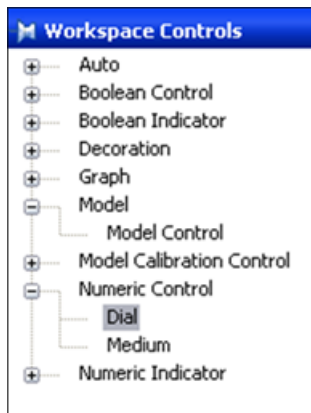 Workspace Controls
Auto
Boolean Control
Boolean Indicator
Decoration
Graph
Model
Model Control
Model Calibration Control
Numeric Control
Dial
Medium
Numeric Indicator